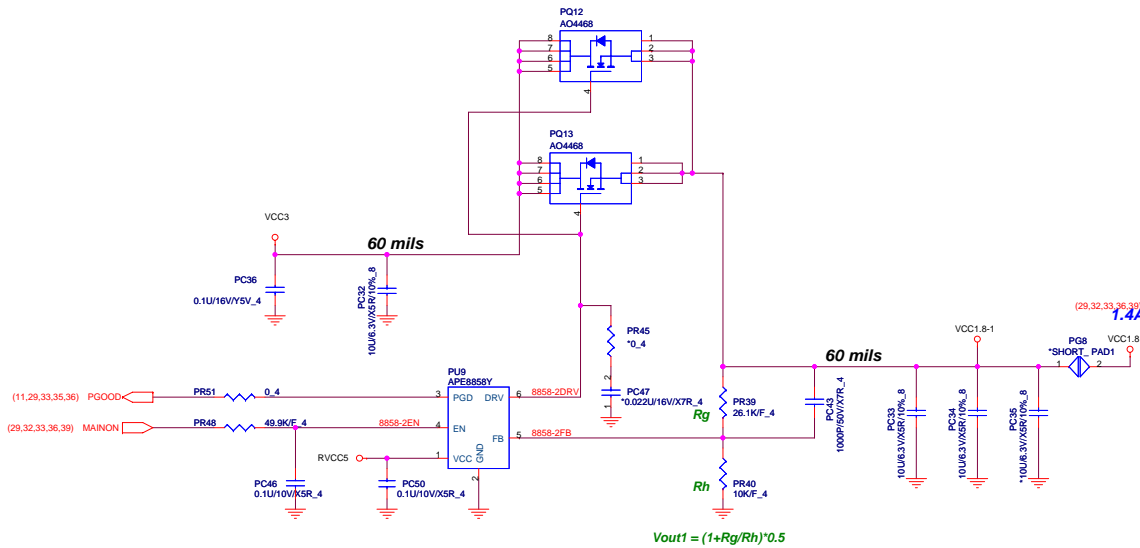 PQ12
AO4468
8
7
6
5
1
2
3
4
PQ13
AO4468
8
7
6
5
1
2
3
4
VCC3
60 mils
PC36
0.1U/16V/Y5V_4
PC32
10U/6.3V/X5R/10%_8
PR45
*0_4
2
PC47
*0.022U/16V/X7R_4
1
(29,32,33,36,39)
1.4A
VCC1.8-1
PG8
*SHORT_ PAD1
VCC1.8
1
2
60 mils
PU9
APE8858Y
(11,29,33,35,36) PGOOD
PR51
0_4
3
PGD
DRV
6
8858-2DRV
(29,32,33,36,39) MAINON
PR48
49.9K/F_4
8858-2EN
4
EN
FB
5
8858-2FB
RVCC5
1
VCC
GND
2
PC46
0.1U/10V/X5R_4
PC50
0.1U/10V/X5R_4
Rg
PR39
26.1K/F_4
PC43
1000P/50V/X7R_4
Rh
PR40
10K/F_4
PC33
10U/6.3V/X5R/10%_8
PC34
10U/6.3V/X5R/10%_8
PC35
*10U/6.3V/X5R/10%_8
Vout1 = (1+Rg/Rh)*0.5